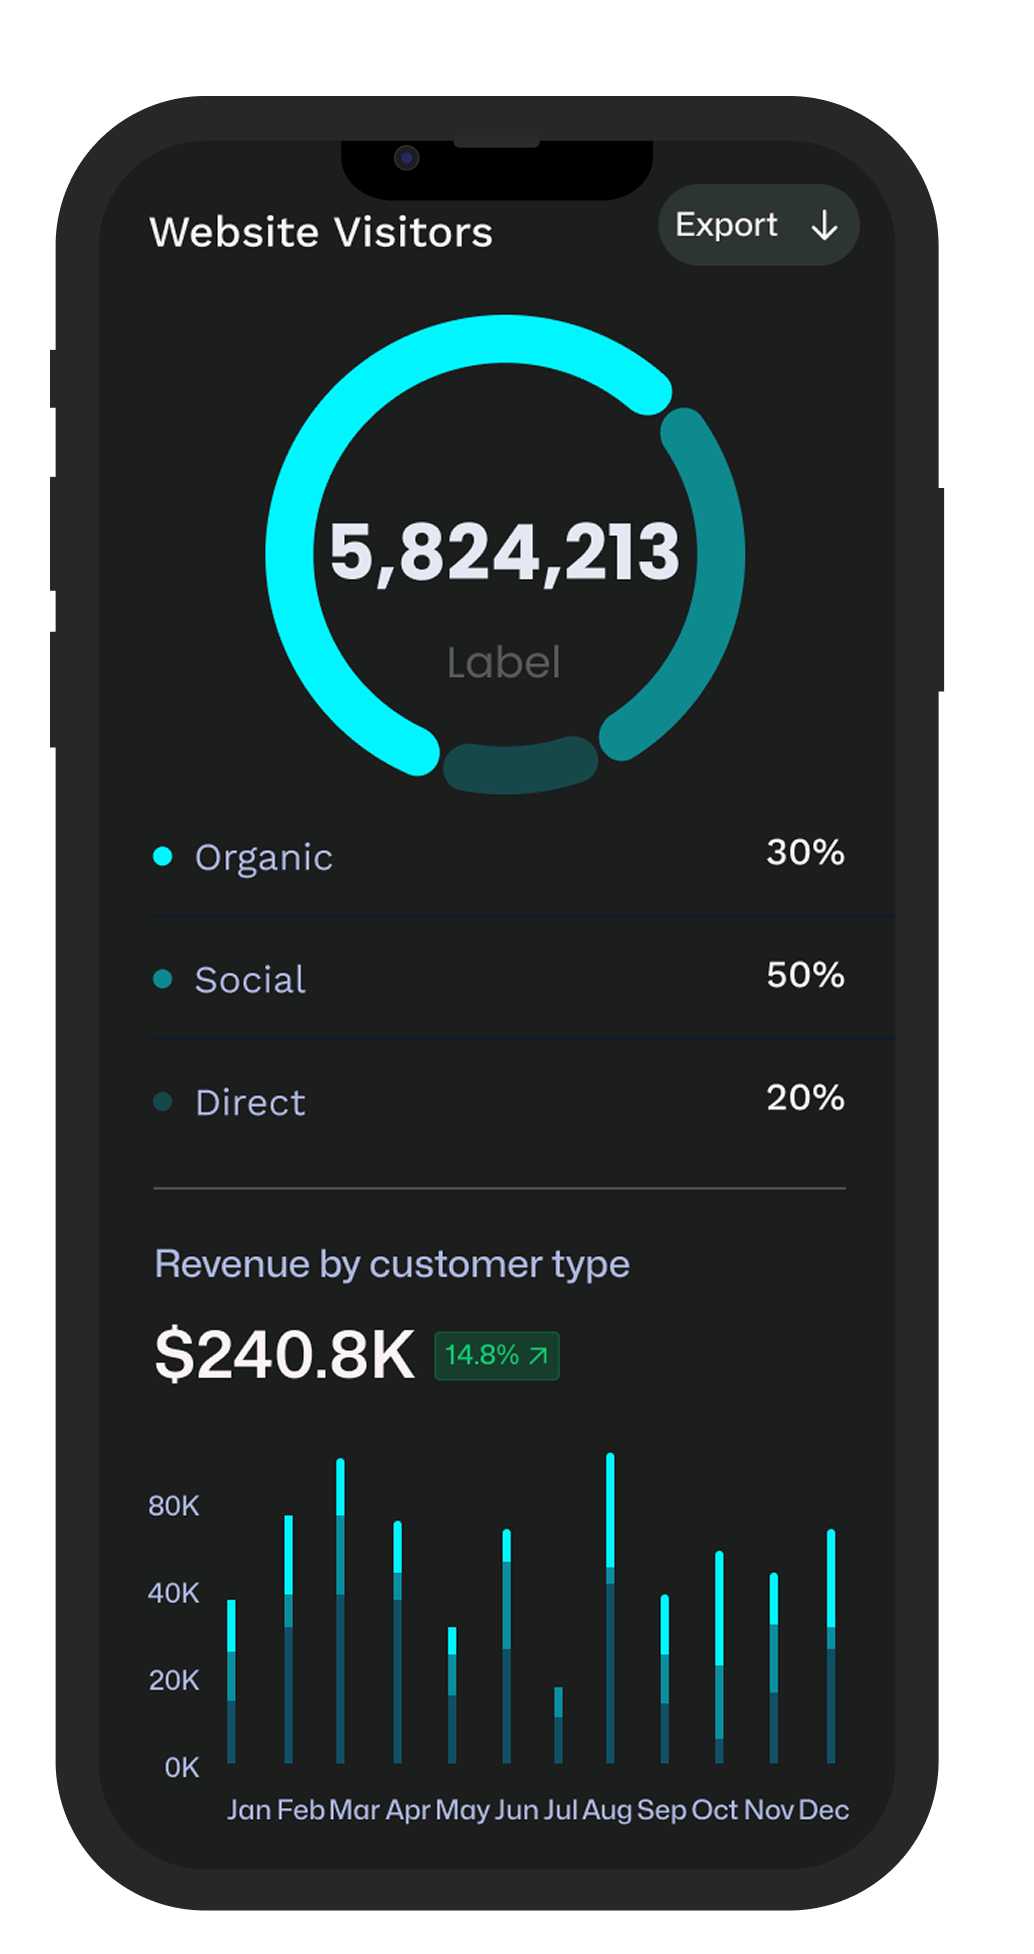 Website Visitors
Export
5,824,213
Label
Organic 30%
Social 50%
Direct 20%
Revenue by customer type
$240.8K 14.8%
80K
40K
20K
0K
Jan Feb Mar Apr May Jun Jul Aug Sep Oct Nov Dec